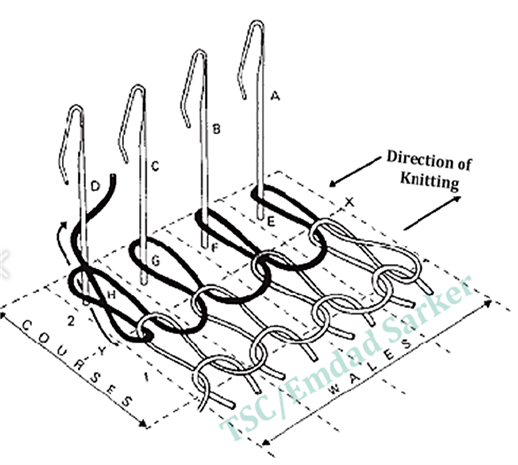 A
B
C
D
Direction of
Knitting
X
E
F
G
H
2
Y
1
COURSES
WALES
TSC/Emdad Sarker